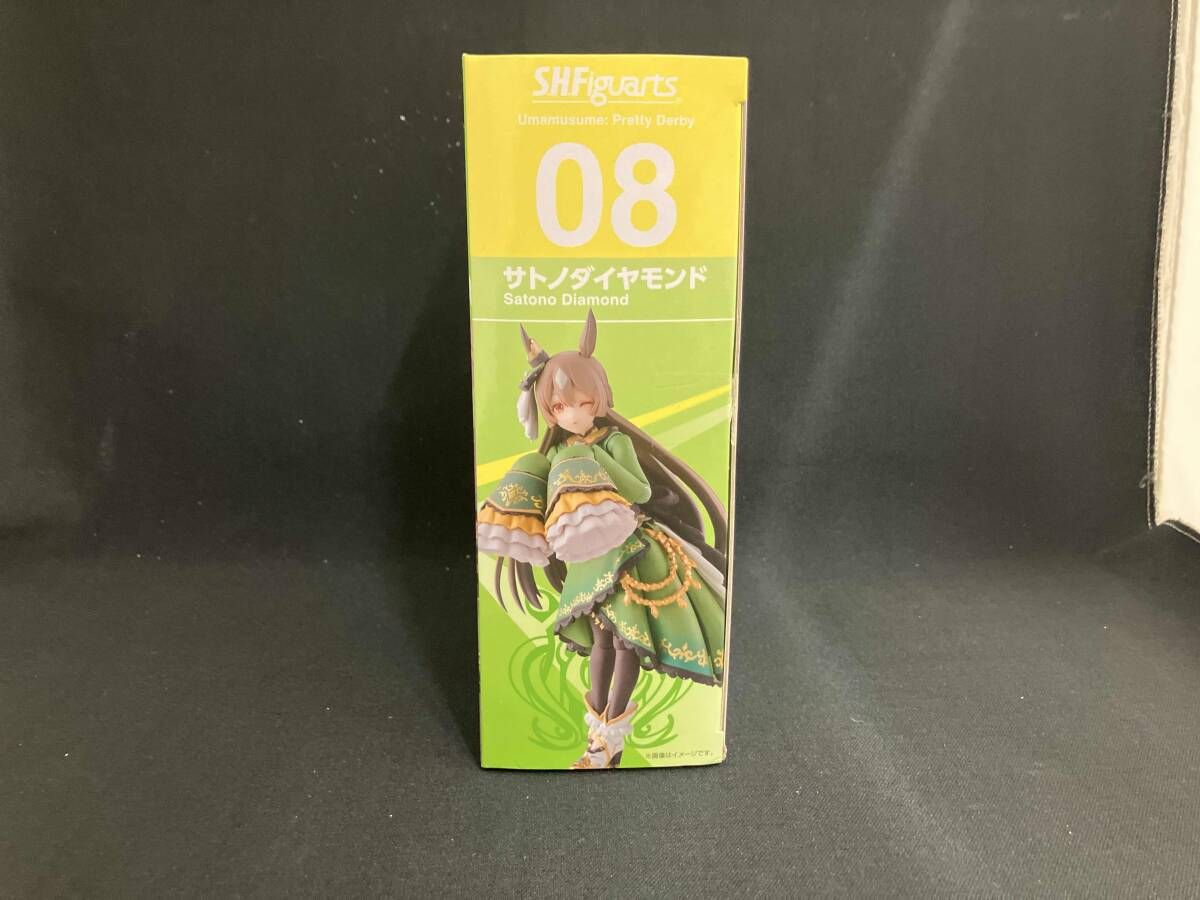 S.H.Figuarts
Umamusume: Pretty Derby
08
サトノダイヤモンド
Satono Diamond
※画像はイメージです。